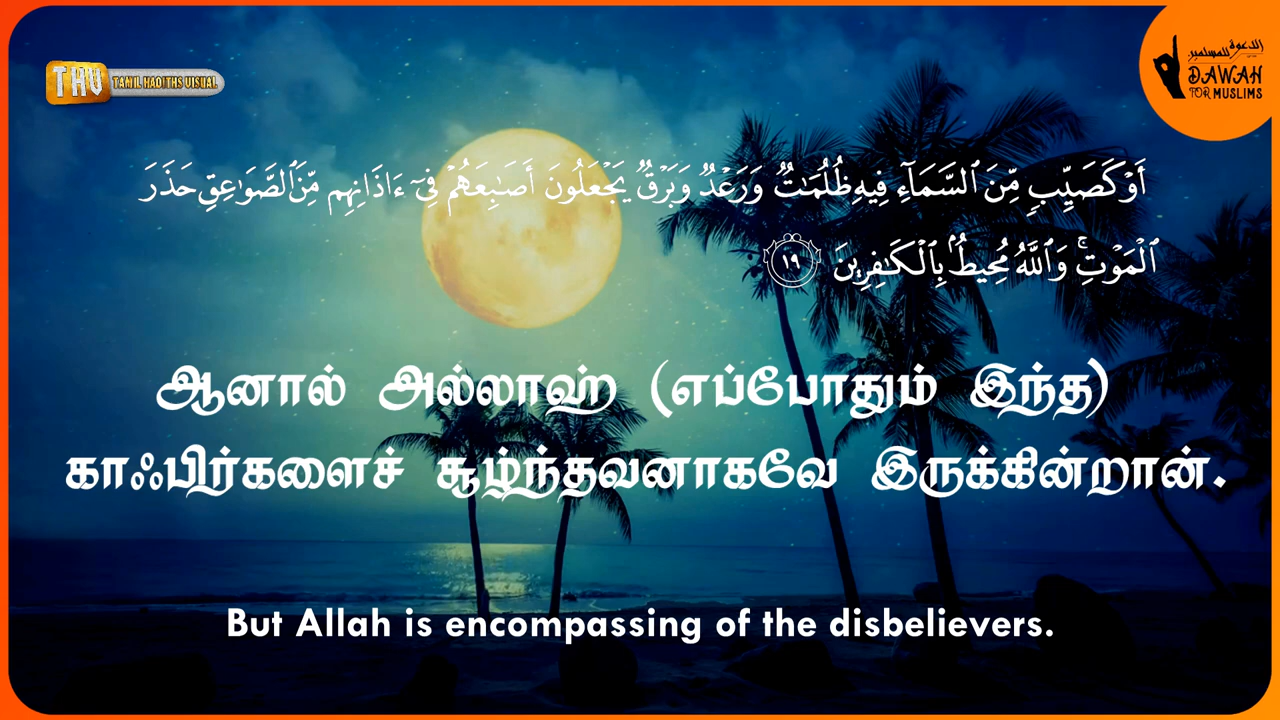 THV TAMIL HADITHS VISUAL
الدعوة للمسلمين
DAWAH
FOR MUSLIMS
أَوْ كَصَيِّبٍ مِّنَ ٱلسَّمَآءِ فِيهِ ظُلُمَٰتٌ وَرَعْدٌ وَبَرْقٌ يَجْعَلُونَ أَصَٰبِعَهُمْ فِىٓ ءَاذَانِهِم مِّنَ ٱلصَّوَٰعِقِ حَذَرَ
ٱلْمَوْتِ ۚ وَٱللَّهُ مُحِيطٌۢ بِٱلْكَٰفِرِينَ ۝١٩
ஆனால் அல்லாஹ் (எப்போதும் இந்த)
காஃபிர்களைச் சூழ்ந்தவனாகவே இருக்கின்றான்.
But Allah is encompassing of the disbelievers.